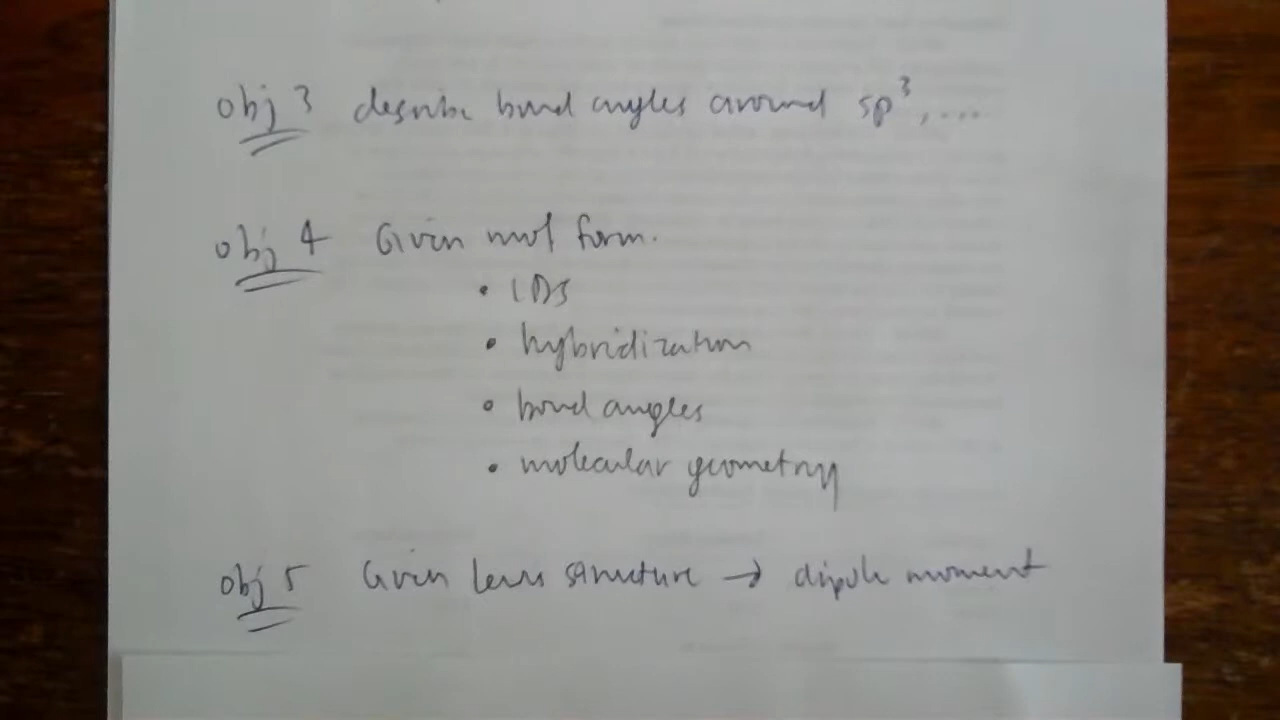 obj 3 describe bond angles around sp³, ....
obj 4 Given mol form.
• LDS
• hybridization
• bond angles
• molecular geometry
obj 5 Given lewis structure → dipole moment